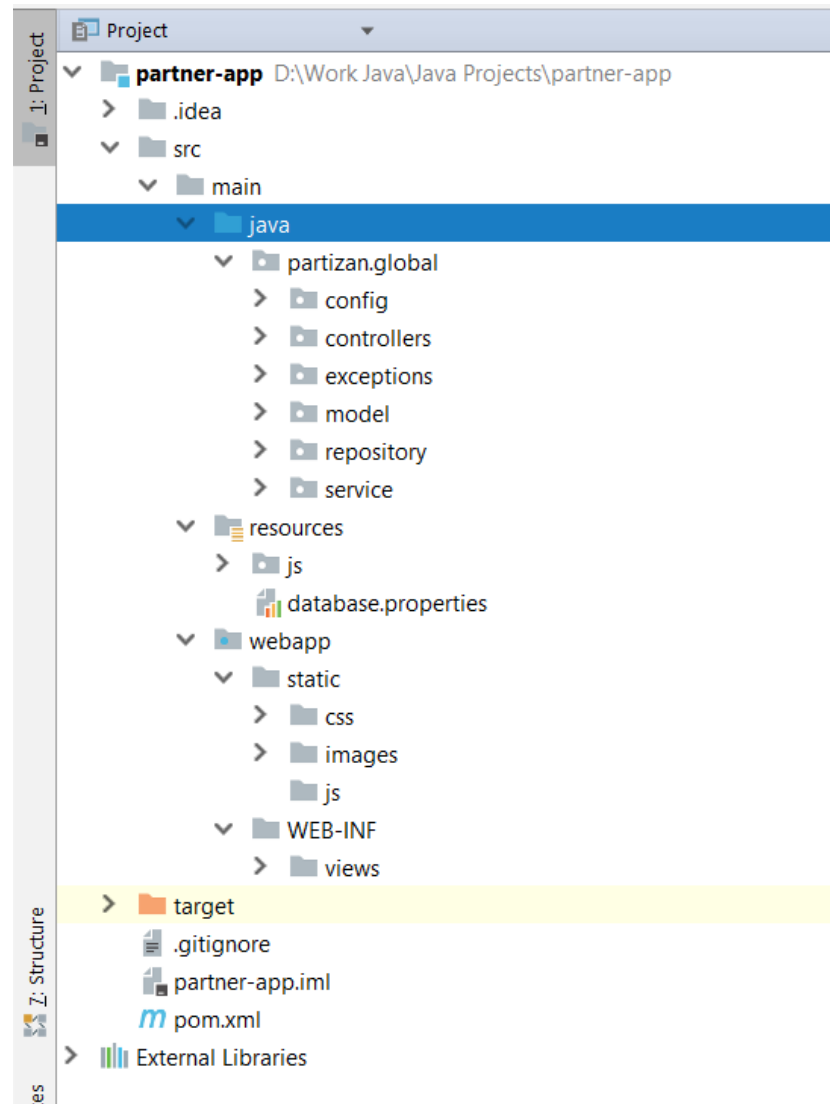 Project
1: Project
partner-app D:\Work Java\Java Projects\partner-app
.idea
src
main
java
partizan.global
config
controllers
exceptions
model
repository
service
resources
js
database.properties
webapp
static
css
images
js
WEB-INF
views
target
7: Structure
.gitignore
partner-app.iml
m pom.xml
External Libraries